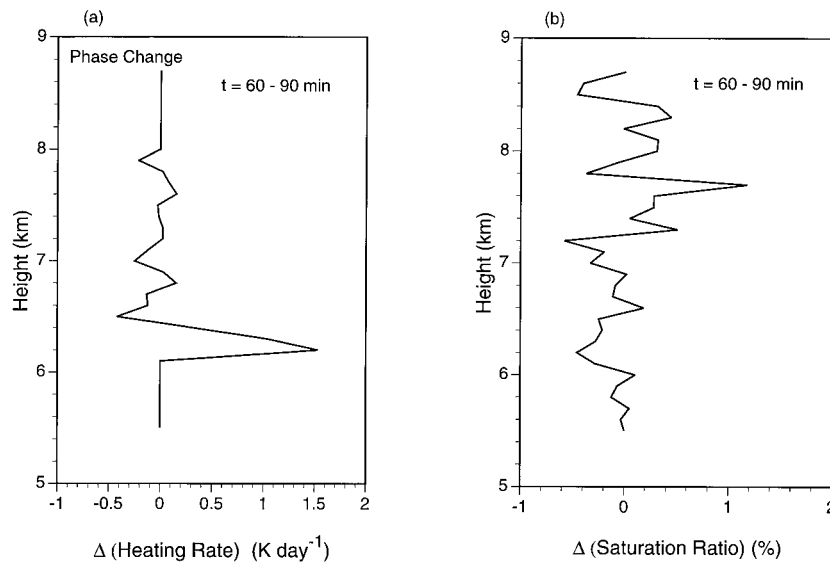 (a)
Phase Change
t = 60 - 90 min
9
8
7
6
5
Height (km)
-1 -0.5 0 0.5 1 1.5 2
Δ (Heating Rate) (K day⁻¹)
(b)
t = 60 - 90 min
9
8
7
6
5
Height (km)
-1 0 1 2
Δ (Saturation Ratio) (%)